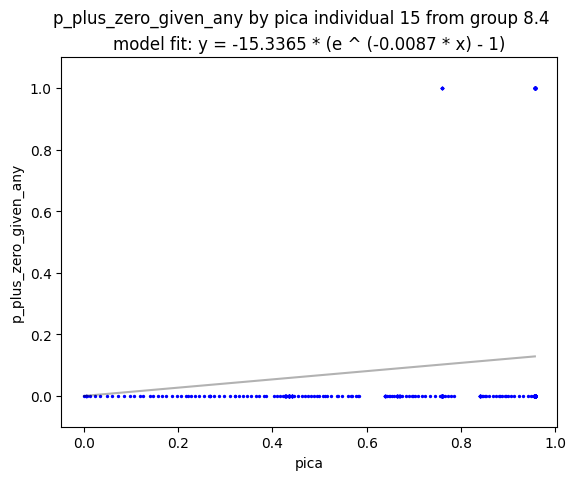 p_plus_zero_given_any by pica individual 15 from group 8.4
model fit: y = -15.3365 * (e ^ (-0.0087 * x) - 1)
1.0
0.8
0.6
0.4
0.2
0.0
p_plus_zero_given_any
0.0 0.2 0.4 0.6 0.8 1.0
pica